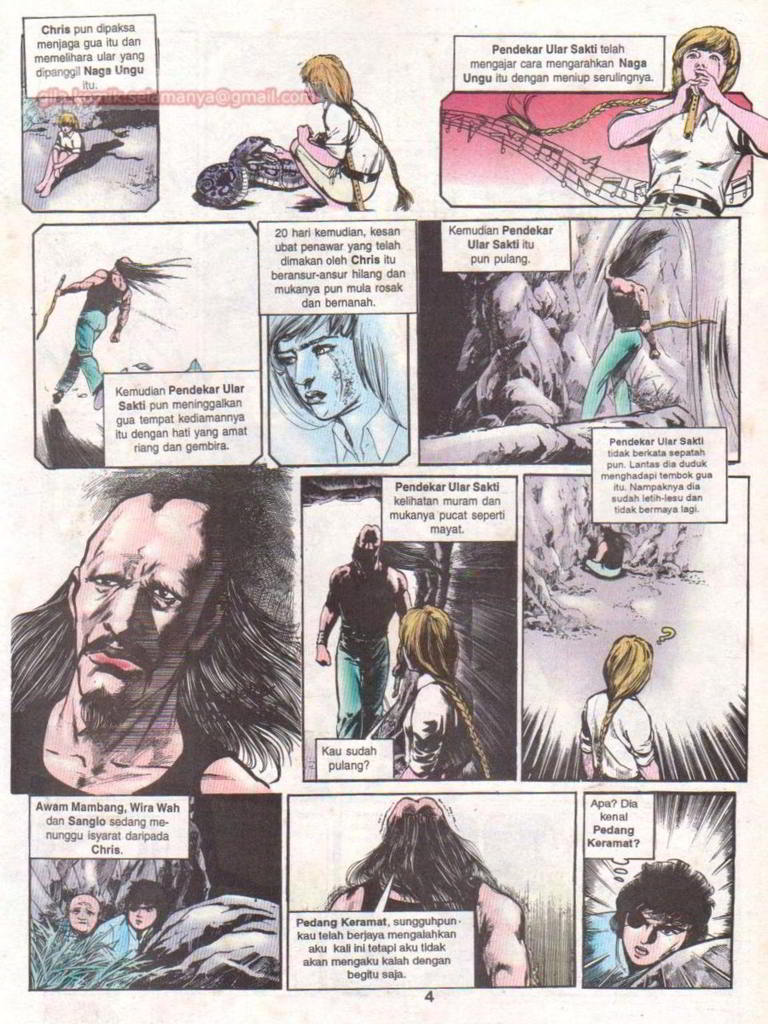 Chris pun dipaksa
menjaga gua itu dan
memelihara ular yang
dipanggil Naga Ungu
itu.
gila.komik.selamanya@gmail.com
Pendekar Ular Sakti telah
mengajar cara mengarahkan Naga
Ungu itu dengan meniup serulingnya.
Kemudian Pendekar Ular
Sakti pun meninggalkan
gua tempat kediamannya
itu dengan hati yang amat
riang dan gembira.
20 hari kemudian, kesan
ubat penawar yang telah
dimakan oleh Chris itu
beransur-ansur hilang dan
mukanya pun mula rosak
dan bernanah.
Kemudian Pendekar
Ular Sakti itu
pun pulang.
Pendekar Ular Sakti
kelihatan muram dan
mukanya pucat seperti
mayat.
Kau sudah
pulang?
Pendekar Ular Sakti
tidak berkata sepatah
pun. Lantas dia duduk
menghadapi tembok gua
itu. Nampaknya dia
sudah letih-lesu dan
tidak bermaya lagi.
?
Awam Mambang, Wira Wah
dan Sanglo sedang me-
nunggu isyarat daripada
Chris.
Pedang Keramat, sungguhpun
kau telah berjaya mengalahkan
aku kali ini tetapi aku tidak
akan mengaku kalah dengan
begitu saja.
Apa? Dia
kenal
Pedang
Keramat?
4